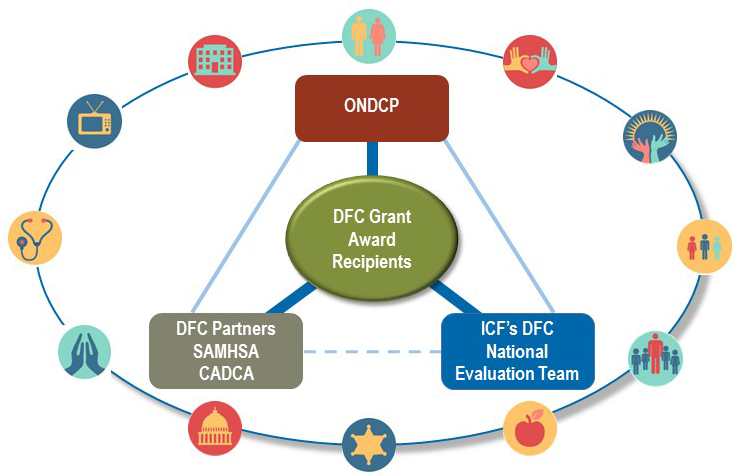 ONDCP
DFC Grant
Award
Recipients
DFC Partners
SAMHSA
CADCA
ICF's DFC
National
Evaluation Team